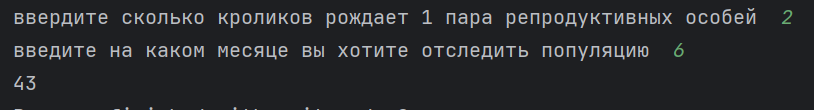 ввердите сколько кроликов рождает 1 пара репродуктивных особей  2
введите на каком месяце вы хотите отследить популяцию  6
43